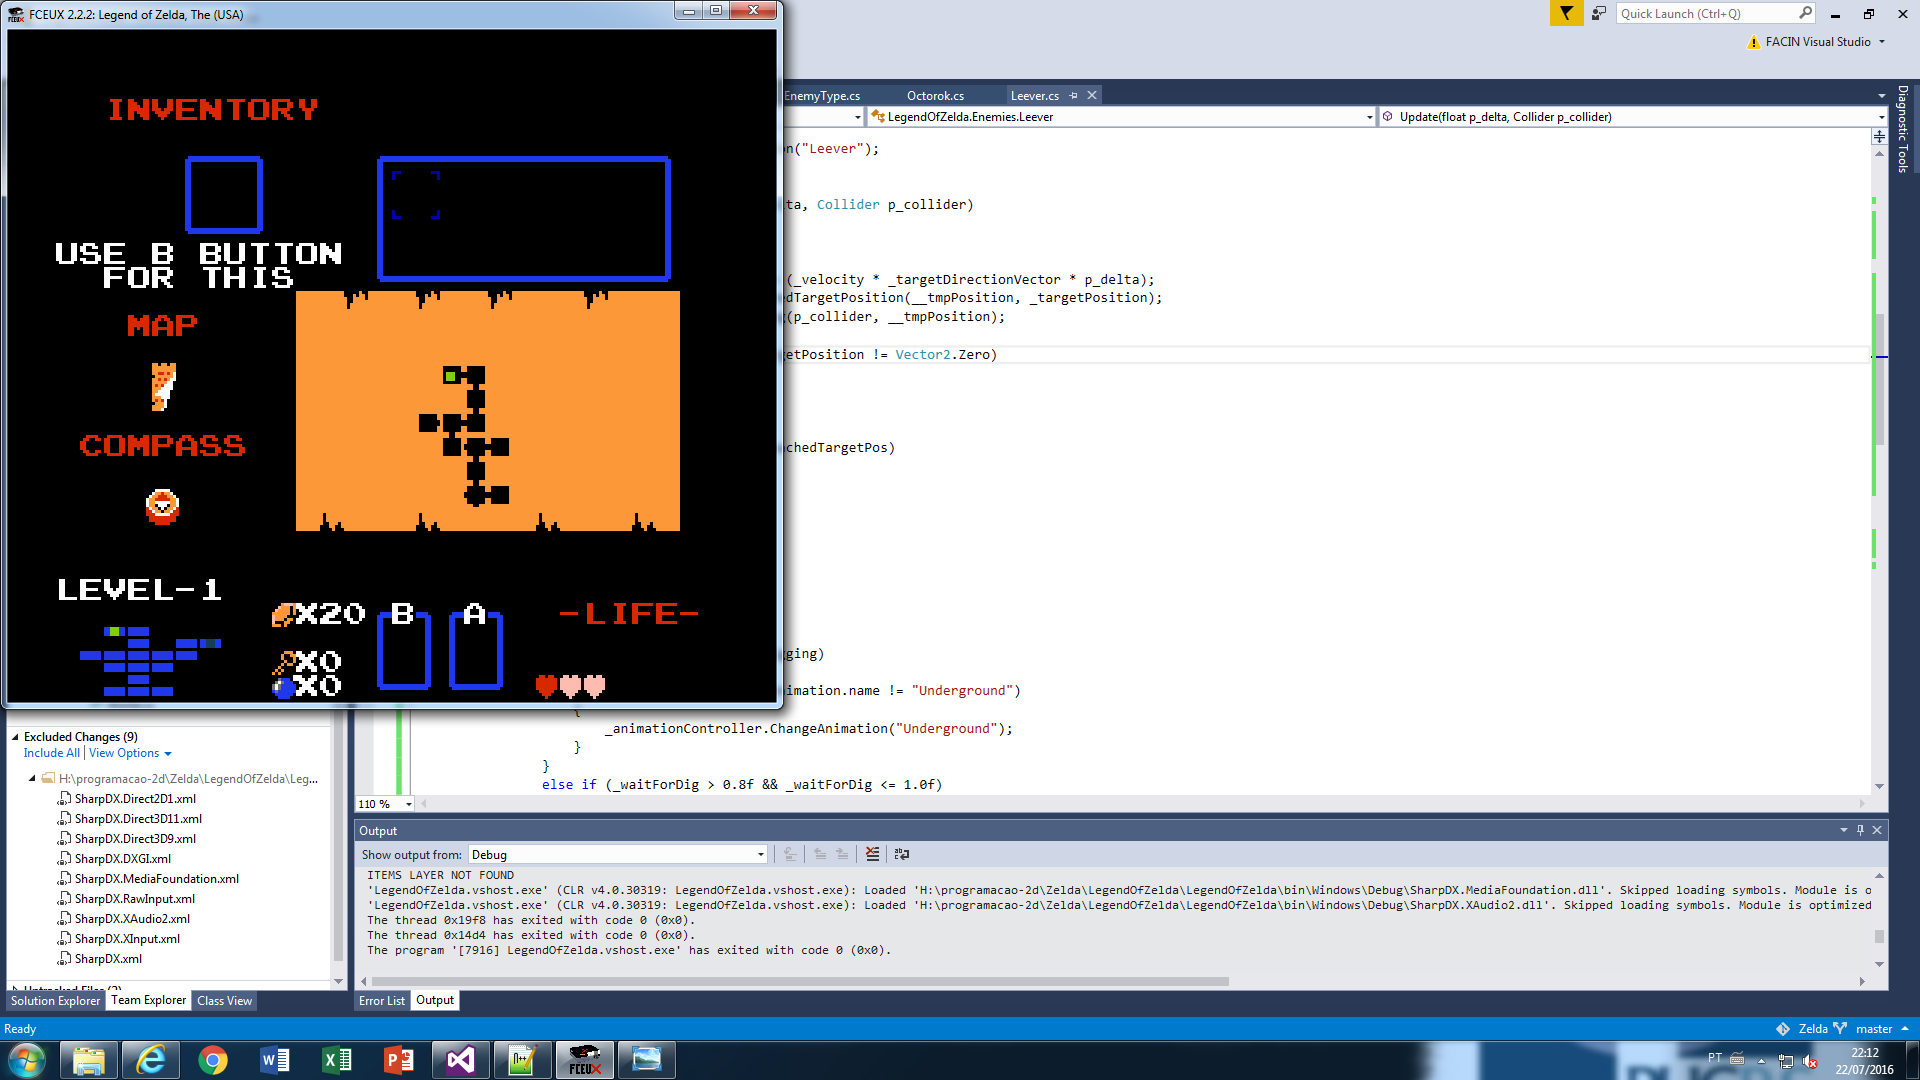 FCEUX 2.2.2: Legend of Zelda, The (USA)
INVENTORY
USE B BUTTON
FOR THIS
MAP
COMPASS
LEVEL-1
X20
B
A
-LIFE-
X0
X0
Quick Launch (Ctrl+Q)
FACIN Visual Studio
EnemyType.cs
Octorok.cs
Leever.cs
LegendOfZelda.Enemies.Leever
Update(float p_delta, Collider p_collider)
Diagnostic Tools
on("Leever");
ta, Collider p_collider)
(_velocity * _targetDirectionVector * p_delta);
edTargetPosition(__tmpPosition, _targetPosition);
(p_collider, __tmpPosition);
getPosition != Vector2.Zero)
achedTargetPos)
ging)
nimation.name != "Underground")
{
_animationController.ChangeAnimation("Underground");
}
}
else if (_waitForDig > 0.8f && _waitForDig <= 1.0f)
110 %
Excluded Changes (9)
Include All | View Options
H:\programacao-2d\Zelda\LegendOfZelda\Leg...
SharpDX.Direct2D1.xml
SharpDX.Direct3D11.xml
SharpDX.Direct3D9.xml
SharpDX.DXGI.xml
SharpDX.MediaFoundation.xml
SharpDX.RawInput.xml
SharpDX.XAudio2.xml
SharpDX.XInput.xml
SharpDX.xml
Solution Explorer
Team Explorer
Class View
Output
Show output from: Debug
ITEMS LAYER NOT FOUND
'LegendOfZelda.vshost.exe' (CLR v4.0.30319: LegendOfZelda.vshost.exe): Loaded 'H:\programacao-2d\Zelda\LegendOfZelda\LegendOfZelda\bin\Windows\Debug\SharpDX.MediaFoundation.dll'. Skipped loading symbols. Module is o
'LegendOfZelda.vshost.exe' (CLR v4.0.30319: LegendOfZelda.vshost.exe): Loaded 'H:\programacao-2d\Zelda\LegendOfZelda\LegendOfZelda\bin\Windows\Debug\SharpDX.XAudio2.dll'. Skipped loading symbols. Module is optimized
The thread 0x19f8 has exited with code 0 (0x0).
The thread 0x14d4 has exited with code 0 (0x0).
The program '[7916] LegendOfZelda.vshost.exe' has exited with code 0 (0x0).
Error List
Output
Ready
Zelda
master
PT
22:12
22/07/2016